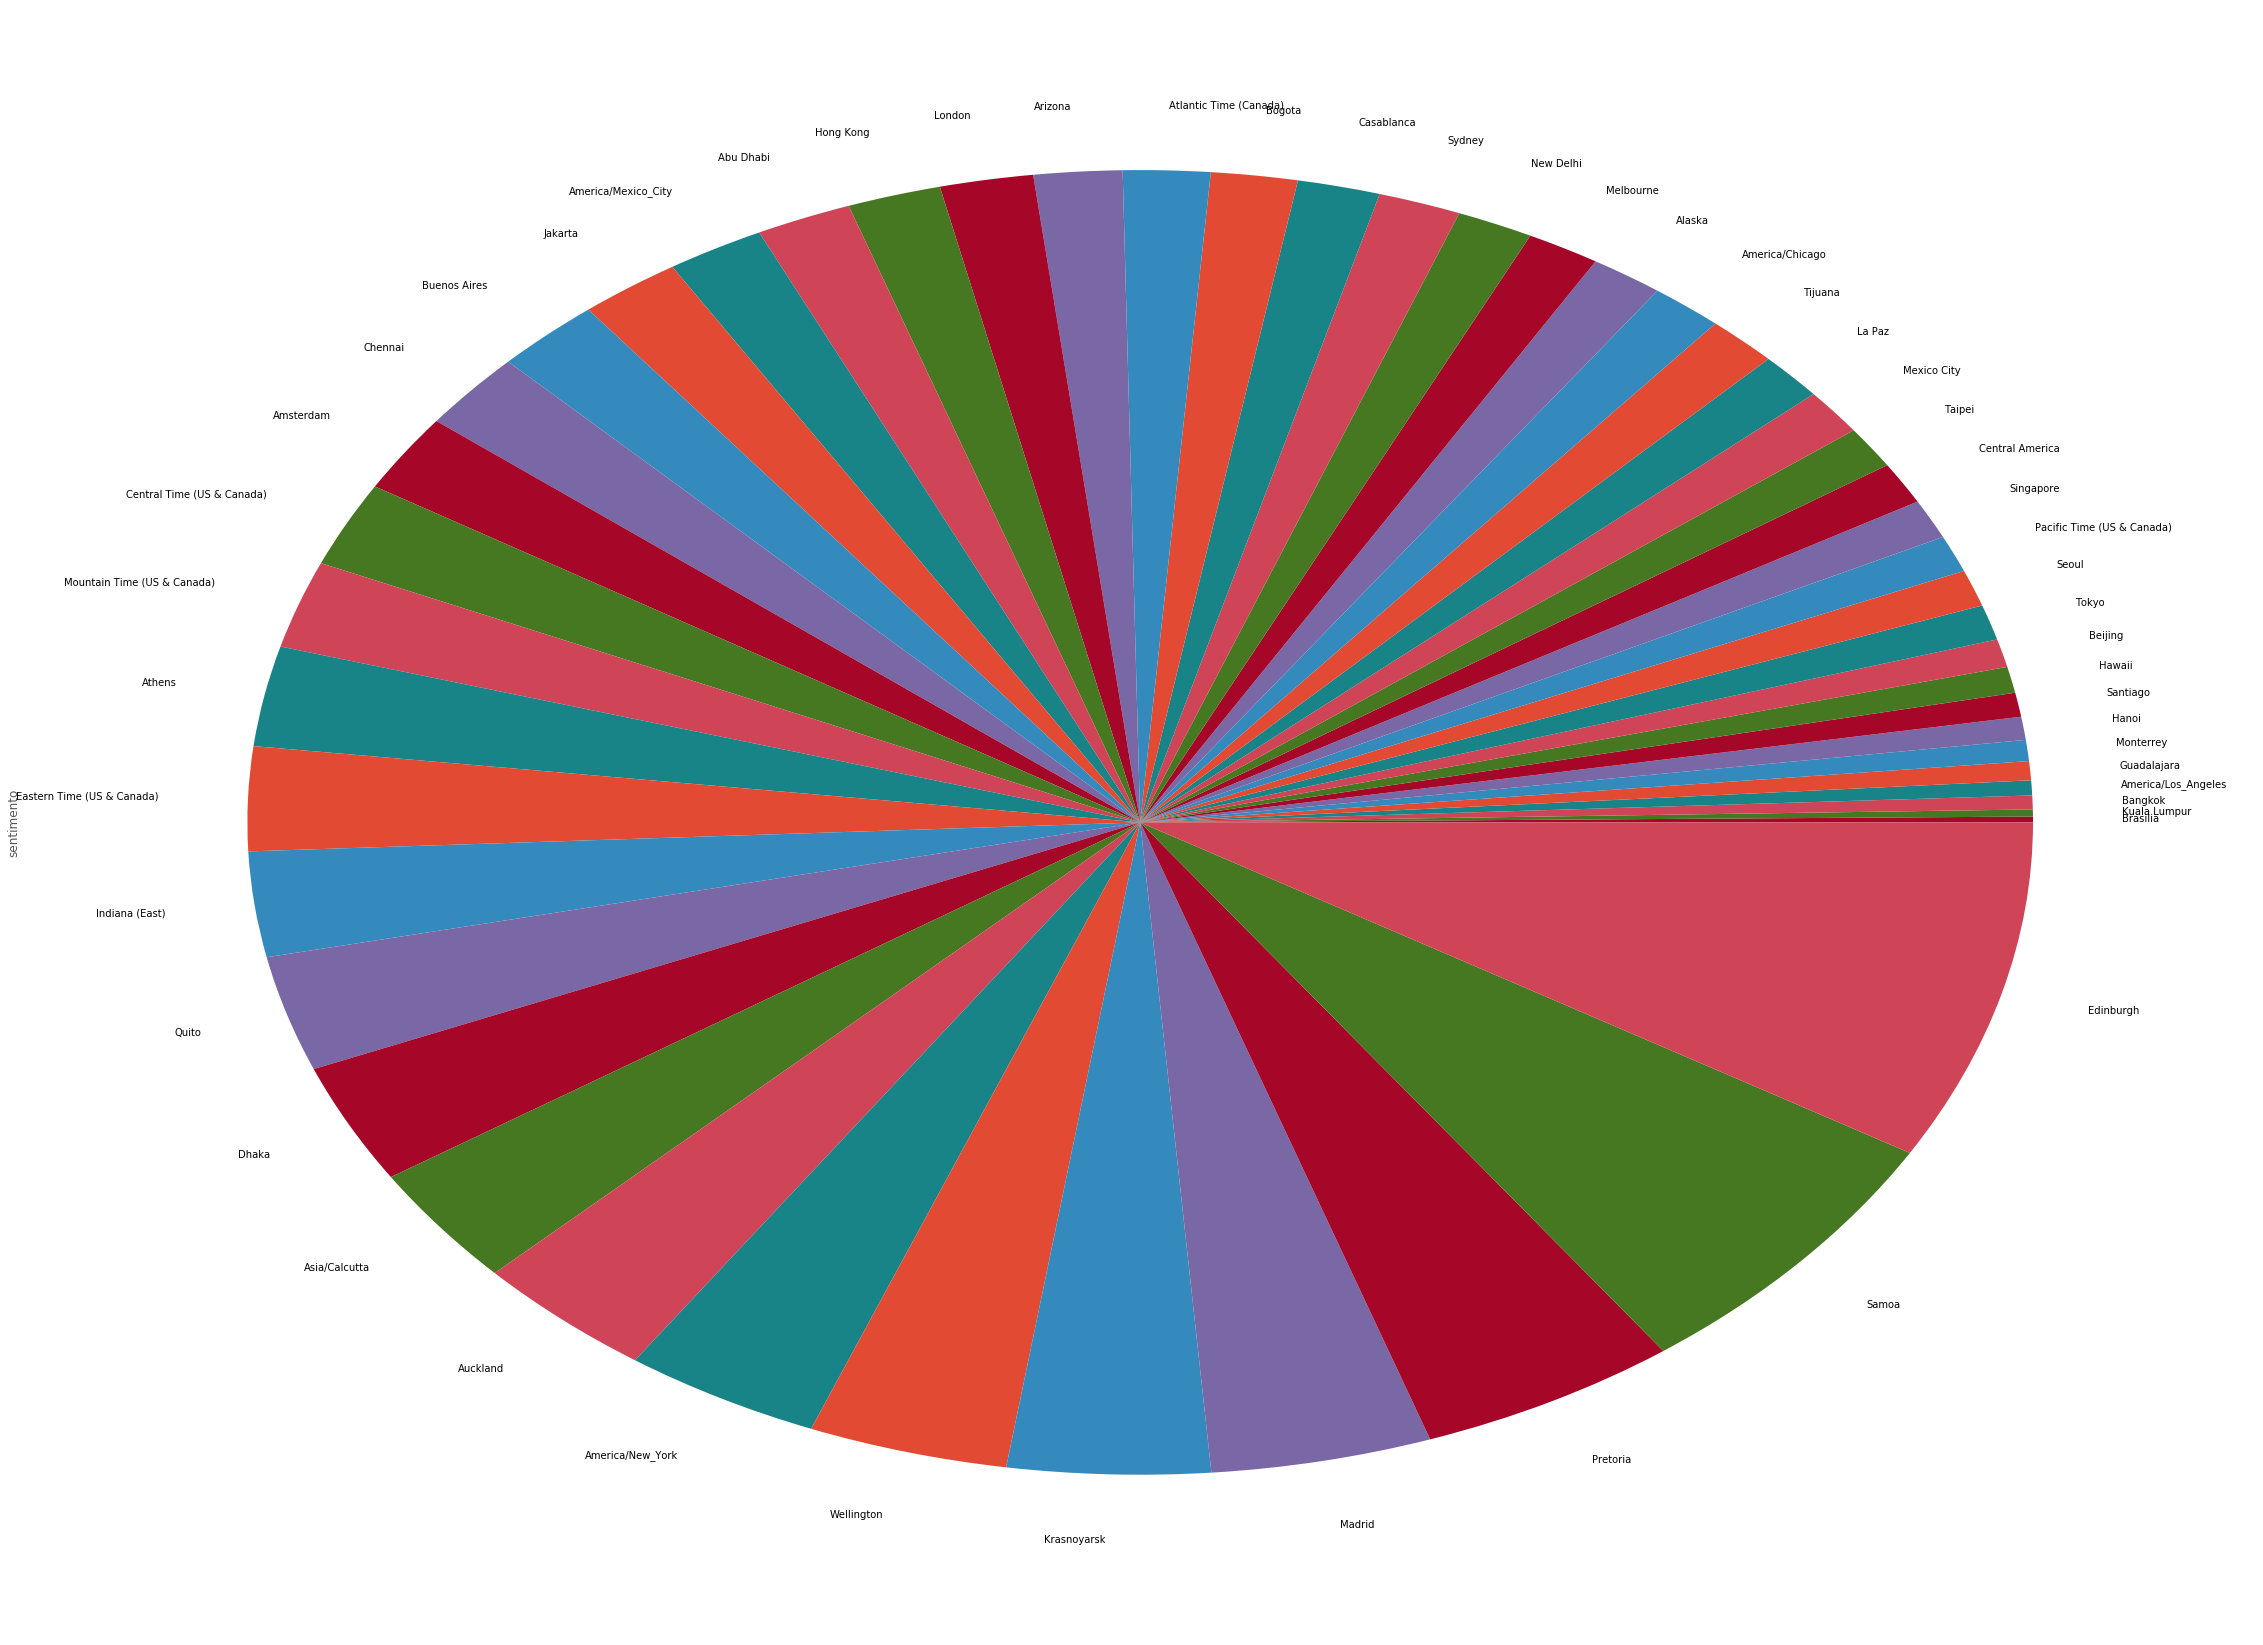 Arizona
Atlantic Time (Canada)
Bogota
London
Casablanca
Hong Kong
Sydney
Abu Dhabi
New Delhi
America/Mexico_City
Melbourne
Alaska
Jakarta
America/Chicago
Buenos Aires
Tijuana
La Paz
Chennai
Mexico City
Taipei
Amsterdam
Central America
Singapore
Central Time (US & Canada)
Pacific Time (US & Canada)
Seoul
Mountain Time (US & Canada)
Tokyo
Beijing
Hawaii
Athens
Santiago
Hanoi
Monterrey
Guadalajara
America/Los_Angeles
Eastern Time (US & Canada)
Bangkok
Kuala Lumpur
Brasilia
sentimento
Indiana (East)
Edinburgh
Quito
Dhaka
Asia/Calcutta
Samoa
Auckland
America/New_York
Pretoria
Wellington
Madrid
Krasnoyarsk